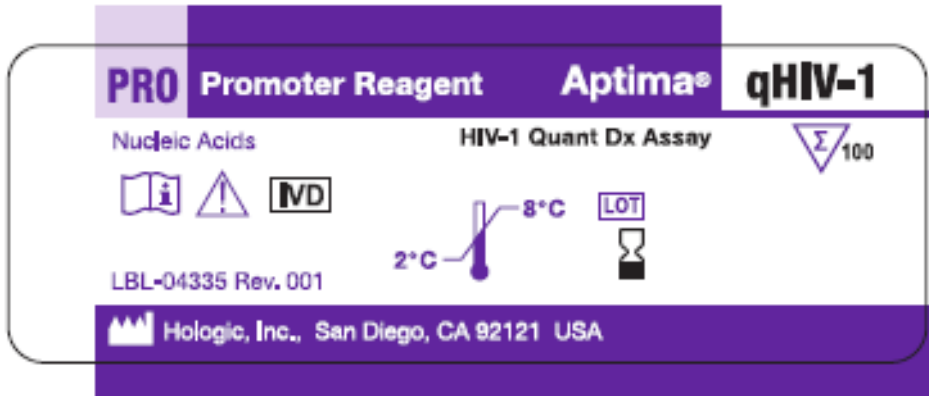 PRO Promoter Reagent Aptima® qHIV-1
Nucleic Acids HIV-1 Quant Dx Assay Σ 100
i IVD
8°C LOT
2°C
LBL-04335 Rev. 001
Hologic, Inc., San Diego, CA 92121 USA